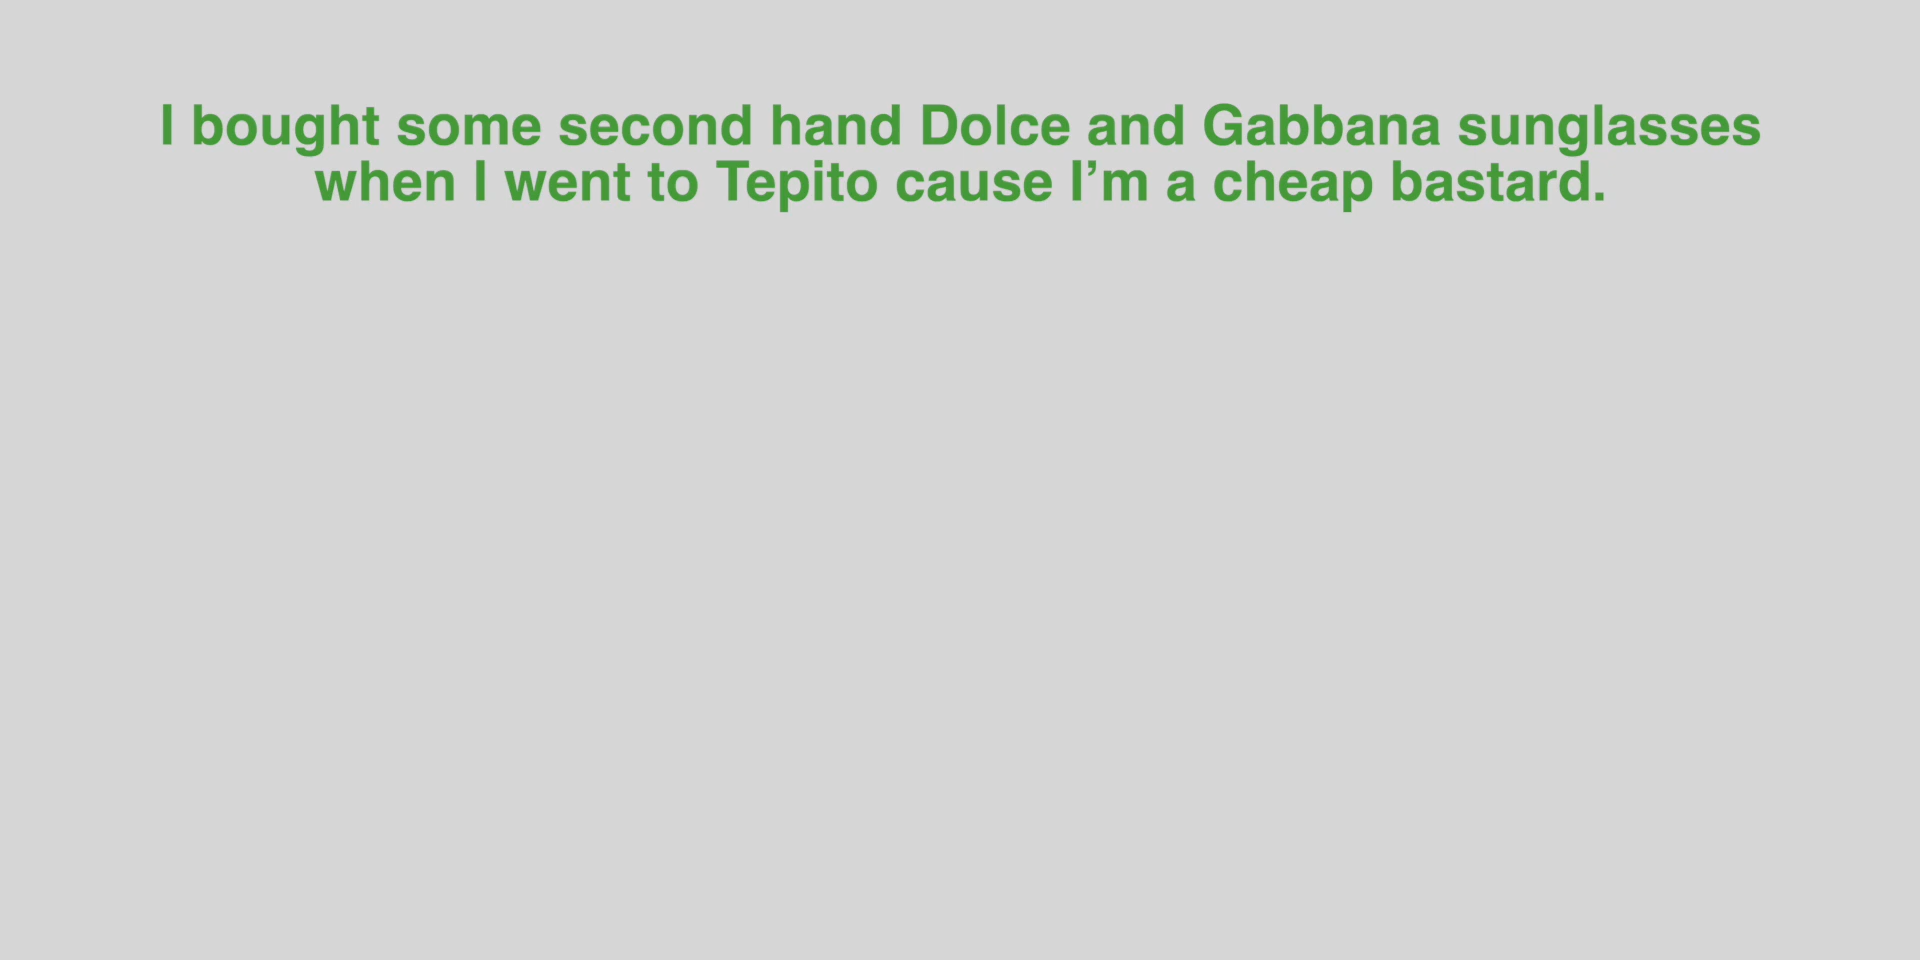 I bought some second hand Dolce and Gabbana sunglasses
when I went to Tepito cause I’m a cheap bastard.